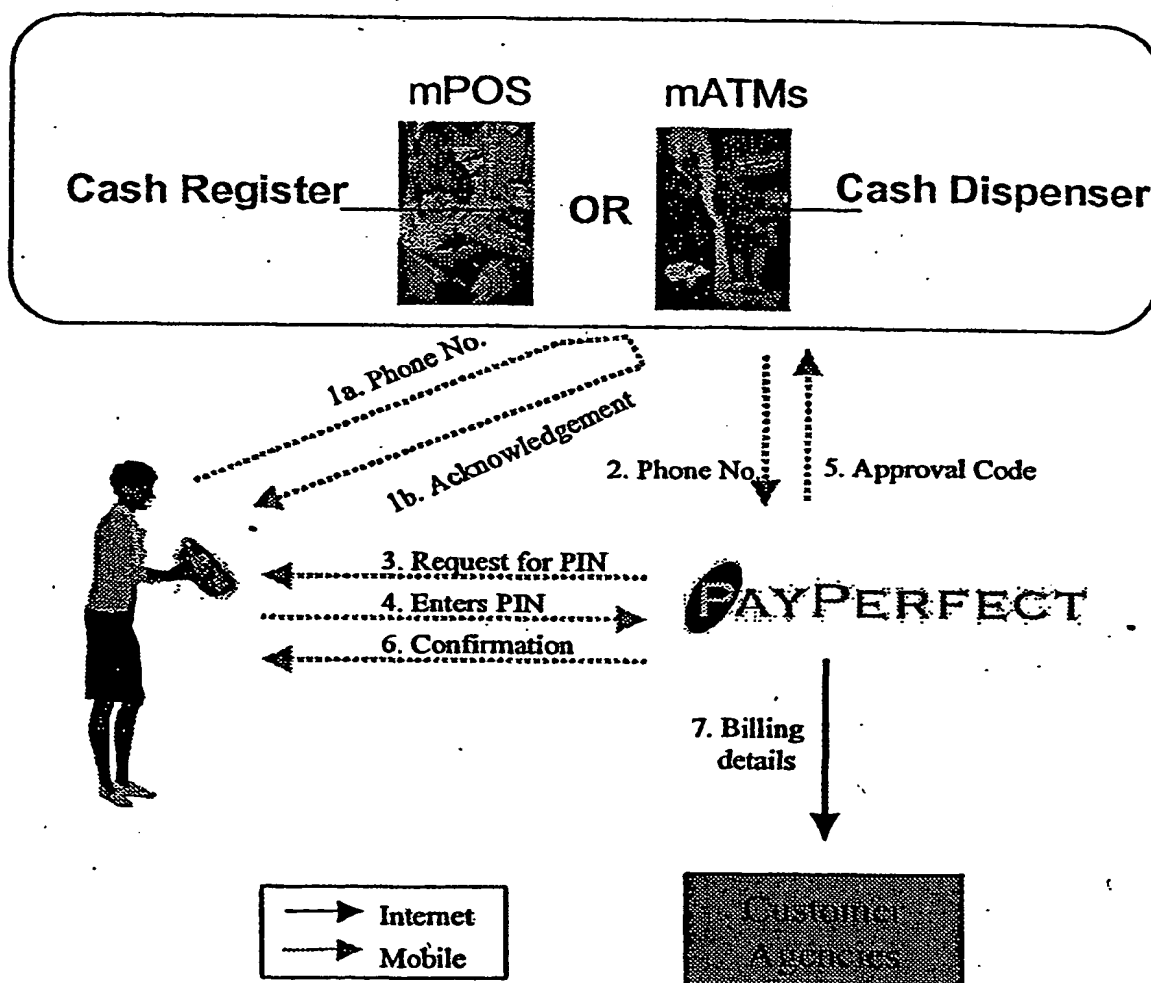 mPOS
mATMs
Cash Register
OR
Cash Dispenser
1a. Phone No.
1b. Acknowledgement
2. Phone No.
5. Approval Code
3. Request for PIN
4. Enters PIN
6. Confirmation
PAYPERFECT
7. Billing
details
Internet
Mobile
Customer
Agencies